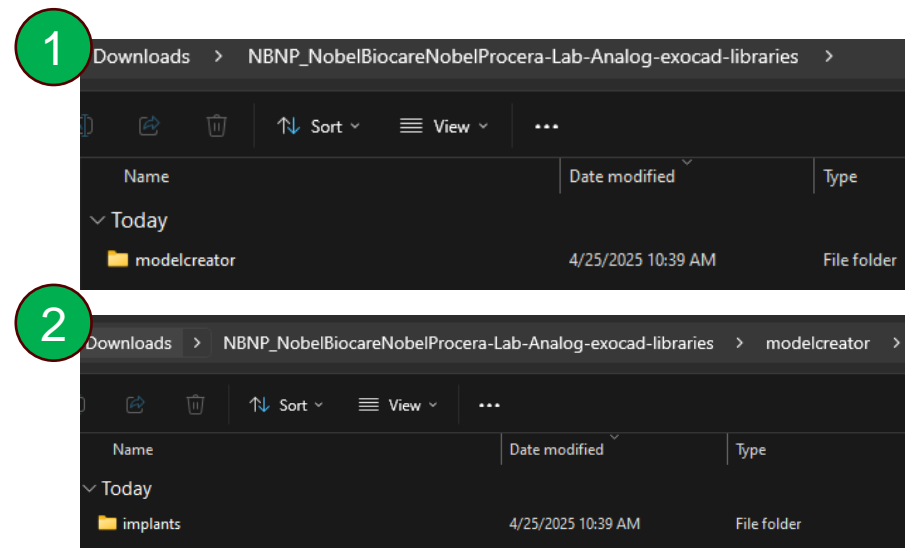 1
Downloads > NBNP_NobelBiocareNobelProcera-Lab-Analog-exocad-libraries >
Sort View ...
Name Date modified Type
Today
modelcreator 4/25/2025 10:39 AM File folder
2
Downloads > NBNP_NobelBiocareNobelProcera-Lab-Analog-exocad-libraries > modelcreator >
Sort View ...
Name Date modified Type
Today
implants 4/25/2025 10:39 AM File folder